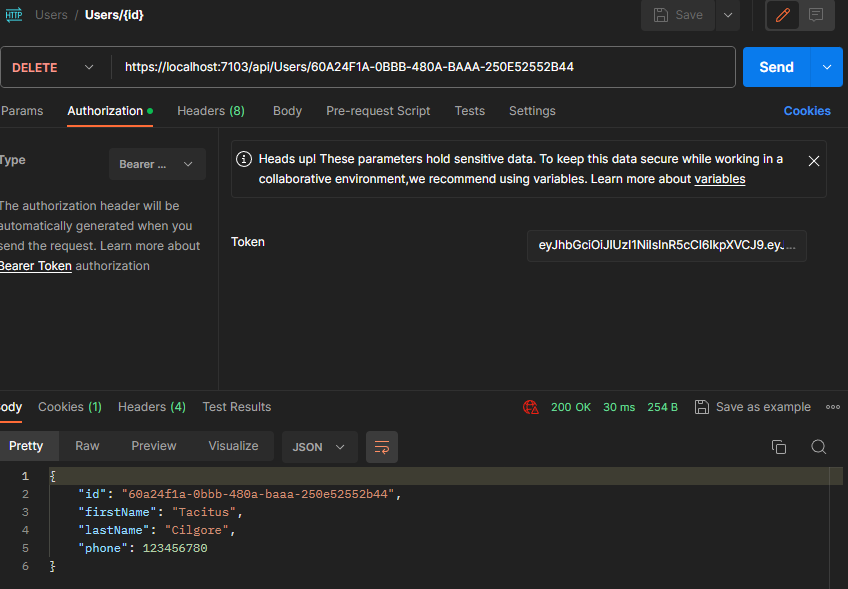 HTTP Users / Users/{id}
Save
DELETE https://localhost:7103/api/Users/60A24F1A-0BBB-480A-BAAA-250E52552B44 Send
Params Authorization Headers (8) Body Pre-request Script Tests Settings Cookies
Type Bearer ...
The authorization header will be
automatically generated when you
send the request. Learn more about
Bearer Token authorization
Heads up! These parameters hold sensitive data. To keep this data secure while working in a
collaborative environment,we recommend using variables. Learn more about variables
Token eyJhbGciOiJIUzI1NiIsInR5cCI6IkpXVCJ9.eyJ...
ody Cookies (1) Headers (4) Test Results 200 OK 30 ms 254 B Save as example
Pretty Raw Preview Visualize JSON
1 {
2 "id": "60a24f1a-0bbb-480a-baaa-250e52552b44",
3 "firstName": "Tacitus",
4 "lastName": "Cilgore",
5 "phone": 123456780
6 }